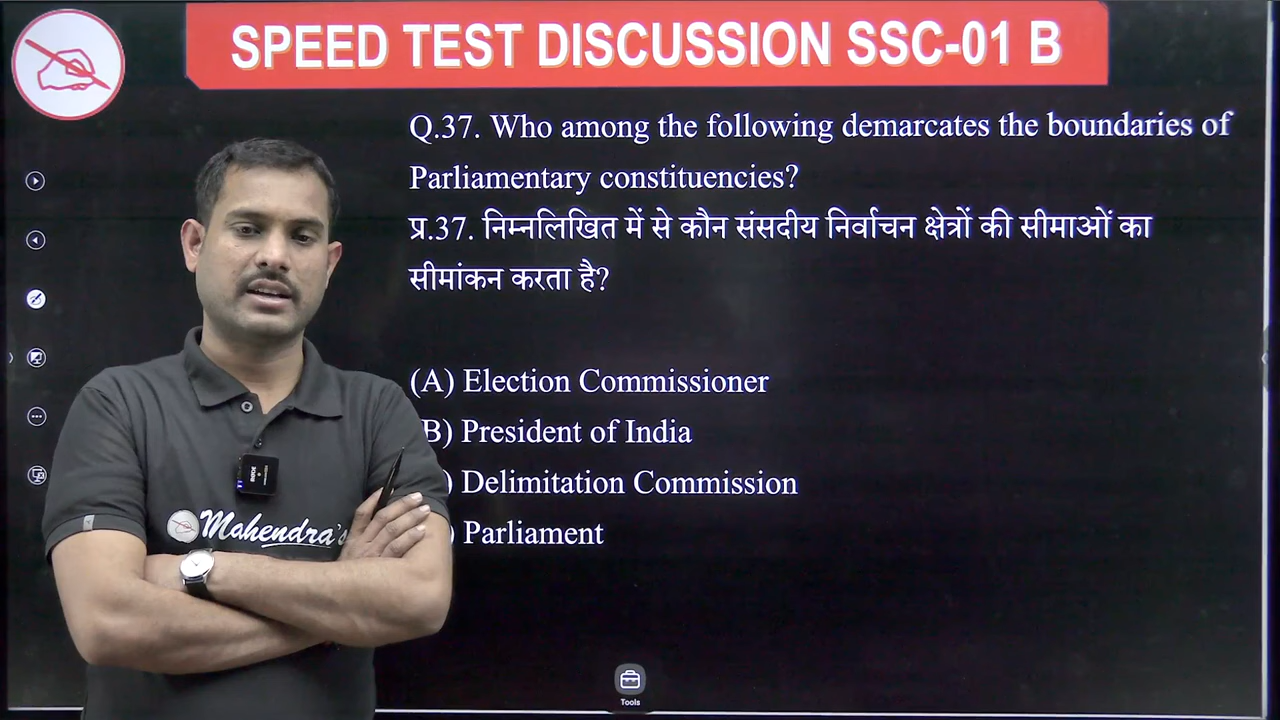 SPEED TEST DISCUSSION SSC-01 B
Q.37. Who among the following demarcates the boundaries of
Parliamentary constituencies?
प्र.37. निम्नलिखित में से कौन संसदीय निर्वाचन क्षेत्रों की सीमाओं का
सीमांकन करता है?
(A) Election Commissioner
B) President of India
) Delimitation Commission
) Parliament
Mahendra's
Tools